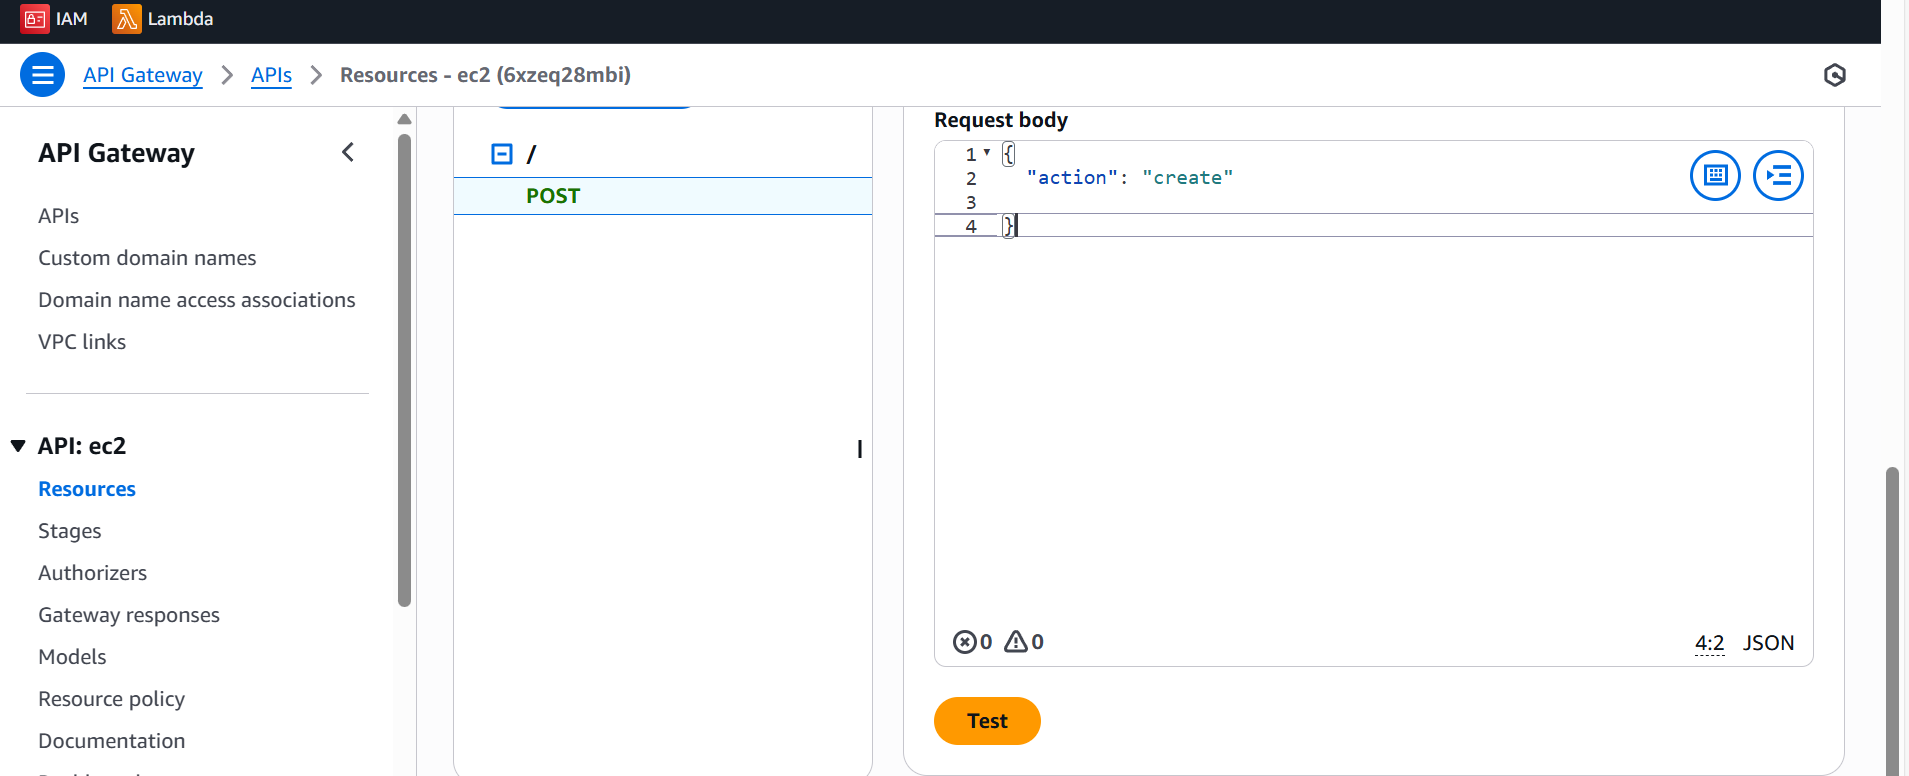 IAM Lambda
API Gateway > APIs > Resources - ec2 (6xzeq28mbi)
API Gateway
APIs
Custom domain names
Domain name access associations
VPC links
API: ec2
Resources
Stages
Authorizers
Gateway responses
Models
Resource policy
Documentation
/
POST
Request body
1 {
2 "action": "create"
3
4 }
0 0
4:2 JSON
Test